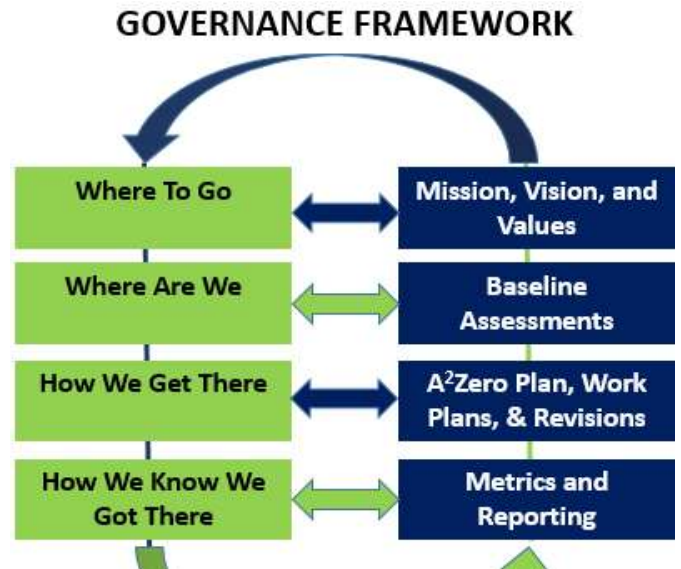 GOVERNANCE FRAMEWORK
Where To Go
Mission, Vision, and
Values
Where Are We
Baseline
Assessments
How We Get There
A²Zero Plan, Work
Plans, & Revisions
How We Know We
Got There
Metrics and
Reporting